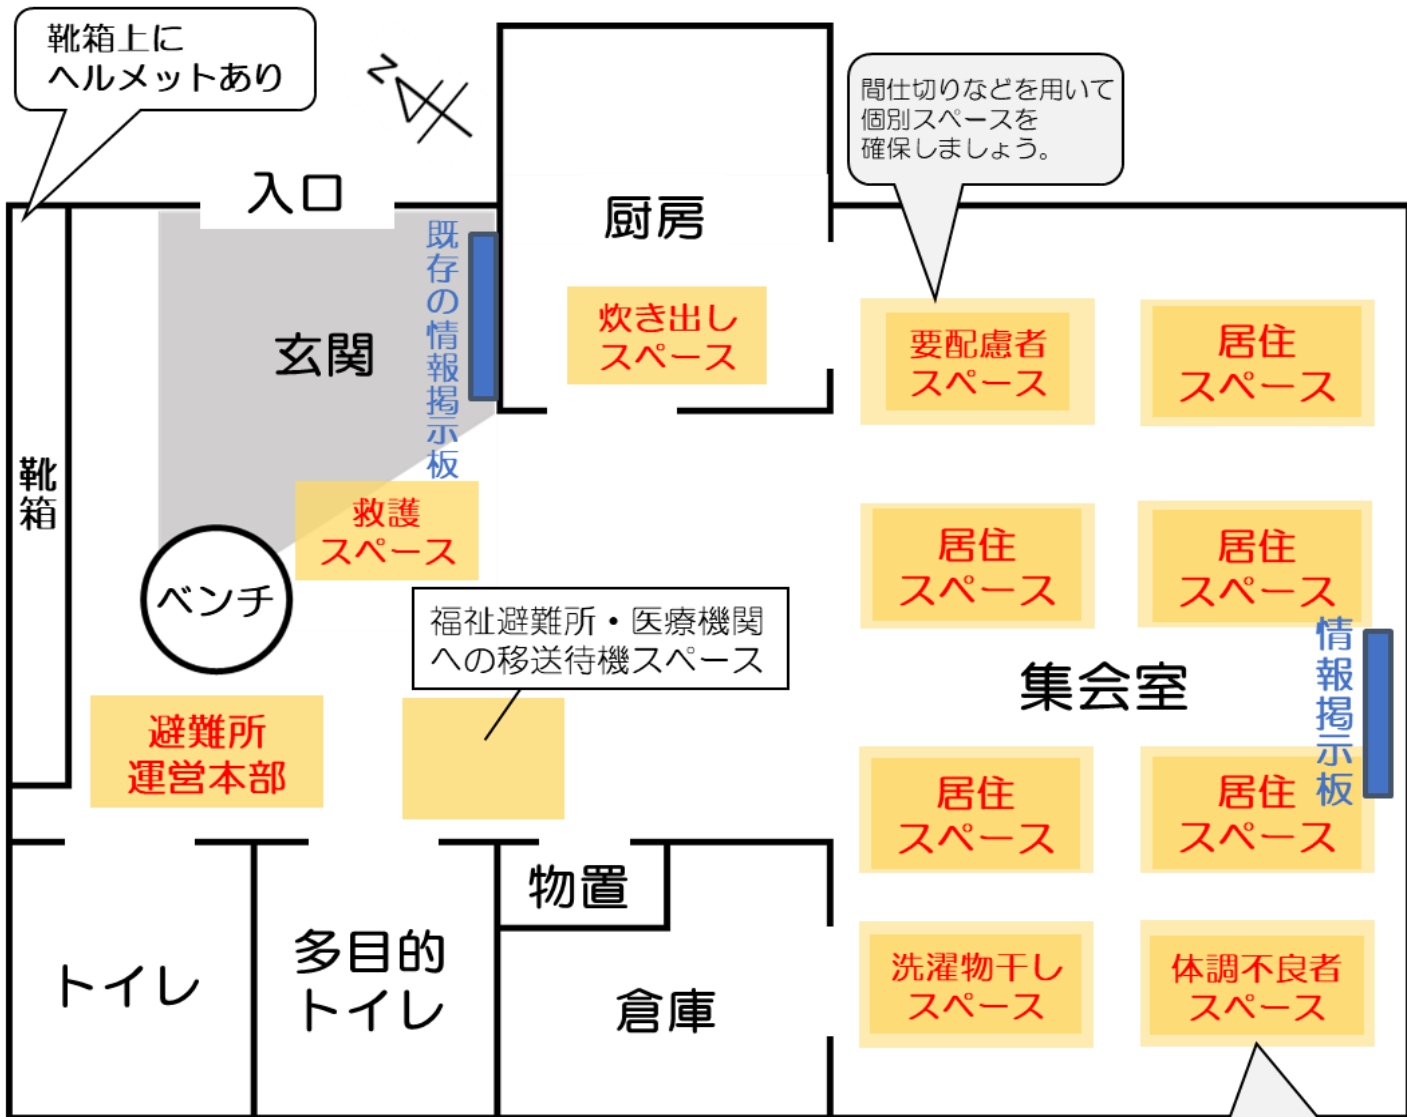 靴箱上に
ヘルメットあり
N
間仕切りなどを用いて
個別スペースを
確保しましょう。
入口
厨房
既存の情報掲示板
玄関
炊き出し
スペース
要配慮者
スペース
居住
スペース
靴箱
救護
スペース
居住
スペース
居住
スペース
ベンチ
福祉避難所・医療機関
への移送待機スペース
集会室
情報掲示板
避難所
運営本部
居住
スペース
居住
スペース
物置
トイレ
多目的
トイレ
倉庫
洗濯物干し
スペース
体調不良者
スペース